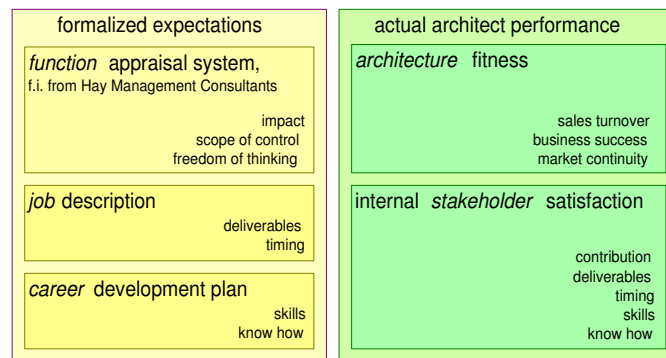 formalized expectations
function appraisal system,
f.i. from Hay Management Consultants
impact
scope of control
freedom of thinking
job description
deliverables
timing
career development plan
skills
know how
actual architect performance
architecture fitness
sales turnover
business success
market continuity
internal stakeholder satisfaction
contribution
deliverables
timing
skills
know how